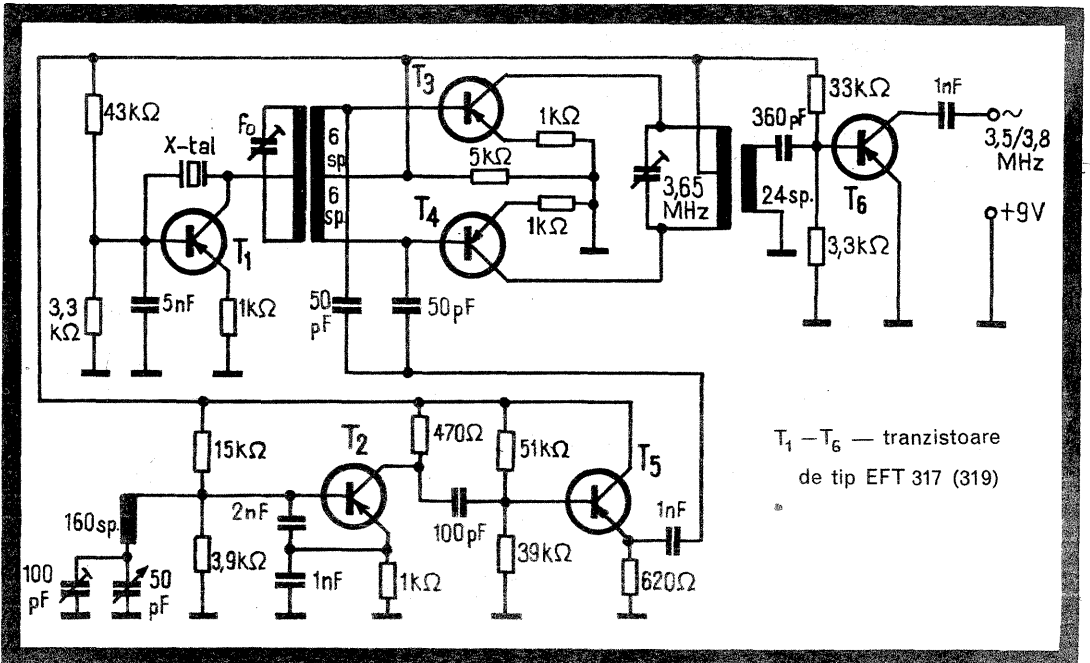 43kΩ
X-tal
f₀
T₁
3,3
kΩ
5nF
1kΩ
6
sp.
6
sp.
T₃
1kΩ
5kΩ
T₄
1kΩ
50
pF
50pF
3,65
MHz
360pF
24sp.
33kΩ
T₆
3,3kΩ
1nF
~
3,5/3,8
MHz
+9V
15kΩ
160sp.
100
pF
50
pF
3,9kΩ
2nF
1nF
T₂
1kΩ
470Ω
100pF
51kΩ
39kΩ
T₅
1nF
620Ω
T₁ – T₆ — tranzistoare
de tip EFT 317 (319)